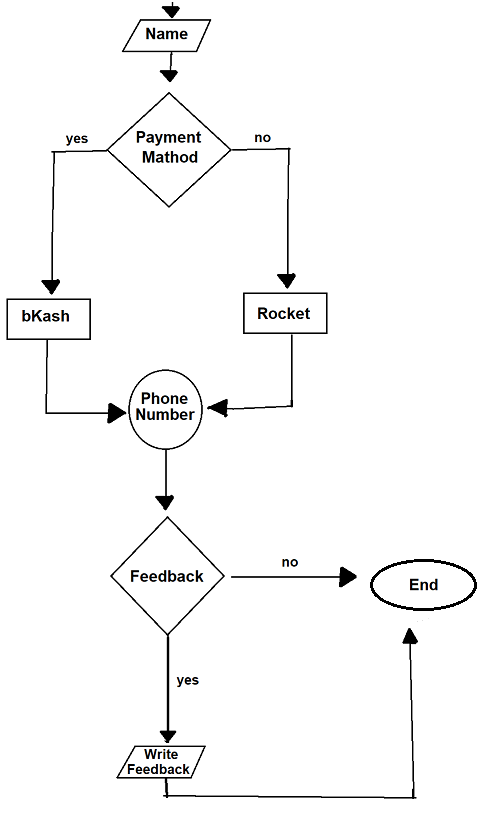 Name
yes
no
Payment
Mathod
bKash
Rocket
Phone
Number
Feedback
no
End
yes
Write
Feedback